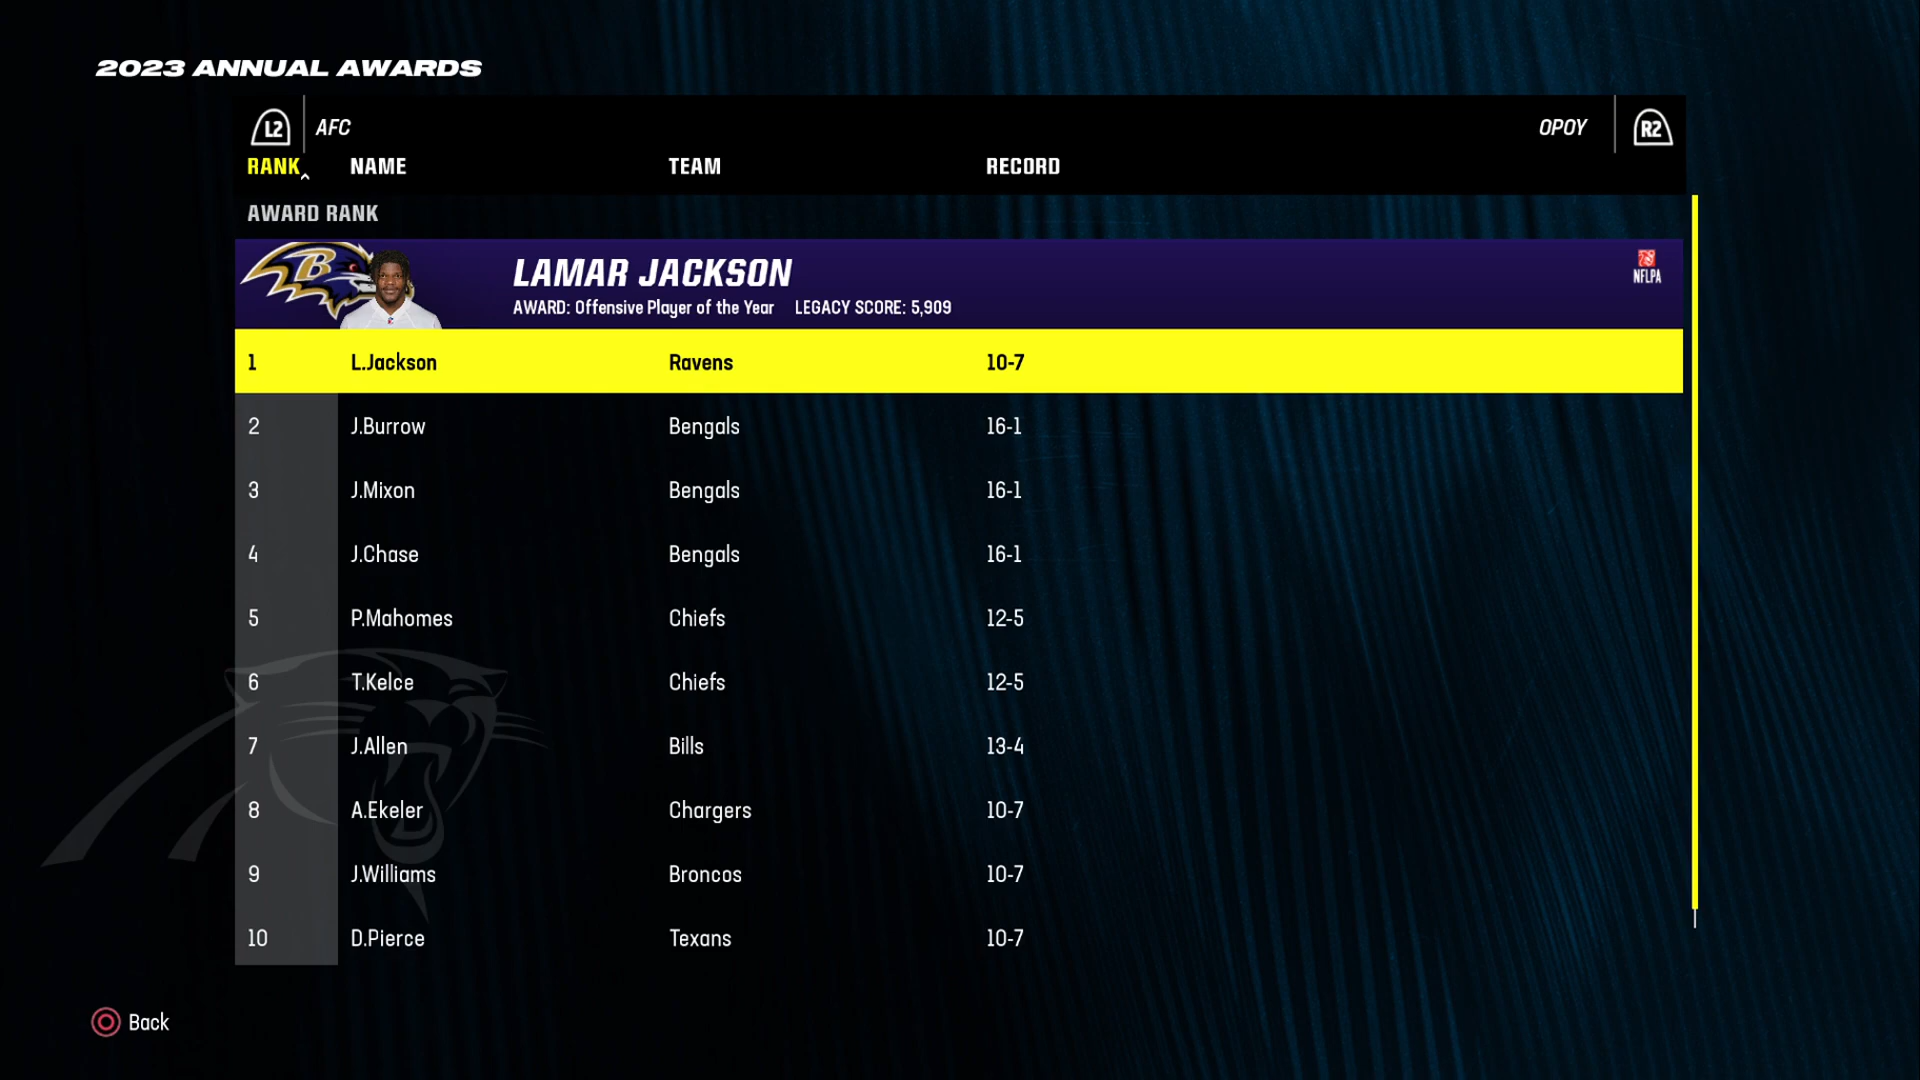 2023 ANNUAL AWARDS
L2 AFC OPOY R2
RANK NAME TEAM RECORD
AWARD RANK
B LAMAR JACKSON NFLPA
AWARD: Offensive Player of the Year LEGACY SCORE: 5,909
1 L.Jackson Ravens 10-7
2 J.Burrow Bengals 16-1
3 J.Mixon Bengals 16-1
4 J.Chase Bengals 16-1
5 P.Mahomes Chiefs 12-5
6 T.Kelce Chiefs 12-5
7 J.Allen Bills 13-4
8 A.Ekeler Chargers 10-7
9 J.Williams Broncos 10-7
10 D.Pierce Texans 10-7
Back